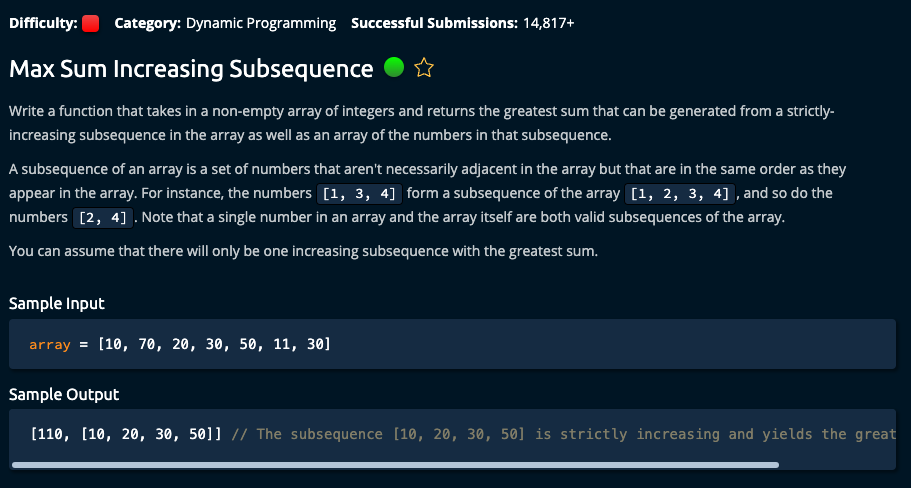 Difficulty: Category: Dynamic Programming Successful Submissions: 14,817+
Max Sum Increasing Subsequence
Write a function that takes in a non-empty array of integers and returns the greatest sum that can be generated from a strictly-
increasing subsequence in the array as well as an array of the numbers in that subsequence.
A subsequence of an array is a set of numbers that aren't necessarily adjacent in the array but that are in the same order as they
appear in the array. For instance, the numbers [1, 3, 4] form a subsequence of the array [1, 2, 3, 4] , and so do the
numbers [2, 4] . Note that a single number in an array and the array itself are both valid subsequences of the array.
You can assume that there will only be one increasing subsequence with the greatest sum.
Sample Input
array = [10, 70, 20, 30, 50, 11, 30]
Sample Output
[110, [10, 20, 30, 50]] // The subsequence [10, 20, 30, 50] is strictly increasing and yields the great